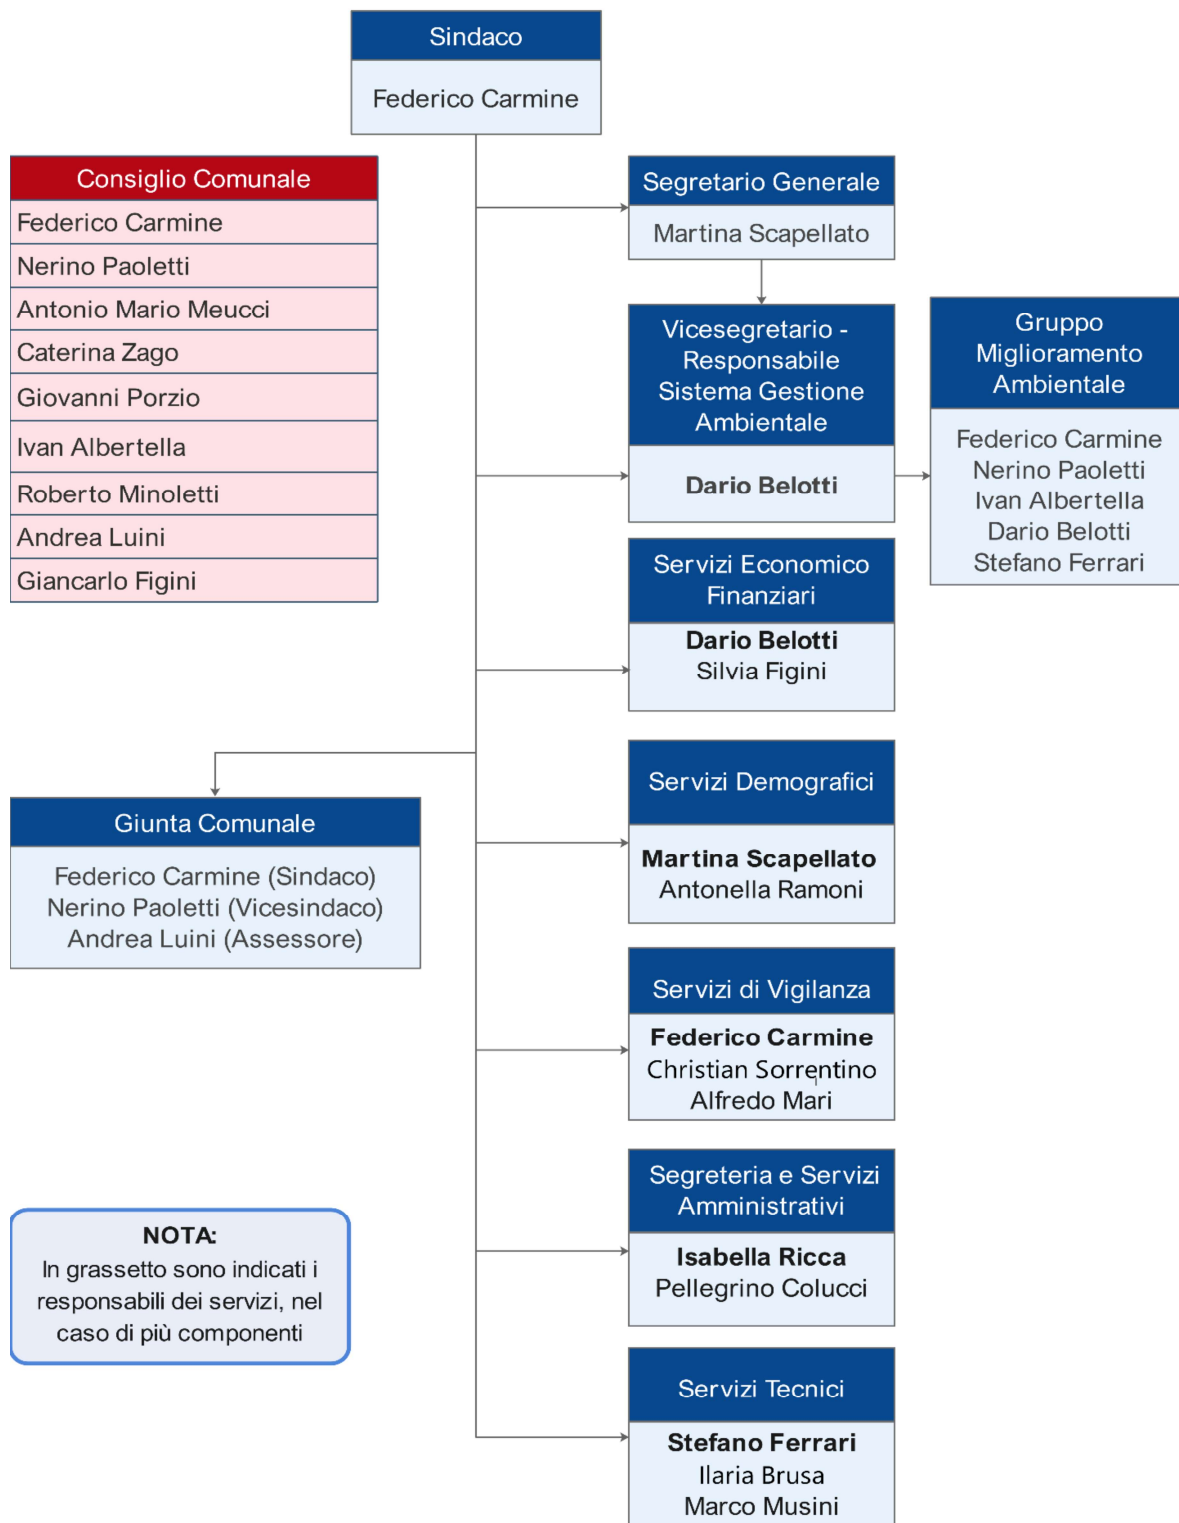 Sindaco
Federico Carmine
Consiglio Comunale
Federico Carmine
Nerino Paoletti
Antonio Mario Meucci
Caterina Zago
Giovanni Porzio
Ivan Albertella
Roberto Minoletti
Andrea Luini
Giancarlo Figini
Segretario Generale
Martina Scapellato
Vicesegretario -
Responsabile
Sistema Gestione
Ambientale
Dario Belotti
Gruppo
Miglioramento
Ambientale
Federico Carmine
Nerino Paoletti
Ivan Albertella
Dario Belotti
Stefano Ferrari
Servizi Economico
Finanziari
Dario Belotti
Silvia Figini
Giunta Comunale
Federico Carmine (Sindaco)
Nerino Paoletti (Vicesindaco)
Andrea Luini (Assessore)
Servizi Demografici
Martina Scapellato
Antonella Ramoni
Servizi di Vigilanza
Federico Carmine
Christian Sorrentino
Alfredo Mari
Segreteria e Servizi
Amministrativi
Isabella Ricca
Pellegrino Colucci
NOTA:
In grassetto sono indicati i
responsabili dei servizi, nel
caso di più componenti
Servizi Tecnici
Stefano Ferrari
Ilaria Brusa
Marco Musini